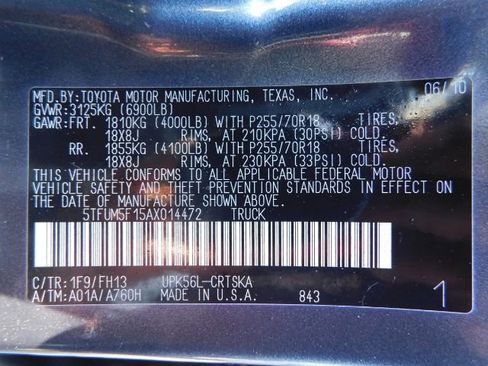 MFD.BY:TOYOTA MOTOR MANUFACTURING, TEXAS, INC. 06/10
GVWR:3125KG (6900LB)
GAWR:FRT. 1810KG (4000LB) WITH P255/70R18 TIRES,
18X8J RIMS, AT 210KPA (30PSI) COLD.
RR. 1855KG (4100LB) WITH P255/70R18 TIRES,
18X8J RIMS, AT 230KPA (33PSI) COLD.
THIS VEHICLE CONFORMS TO ALL APPLICABLE FEDERAL MOTOR
VEHICLE SAFETY AND THEFT PREVENTION STANDARDS IN EFFECT ON
THE DATE OF MANUFACTURE SHOWN ABOVE.
5TFUM5F15AX014472 TRUCK
C/TR:1F9/FH13 UPK56L-CRTSKA
A/TM:A01A/A760H MADE IN U.S.A. 843 1